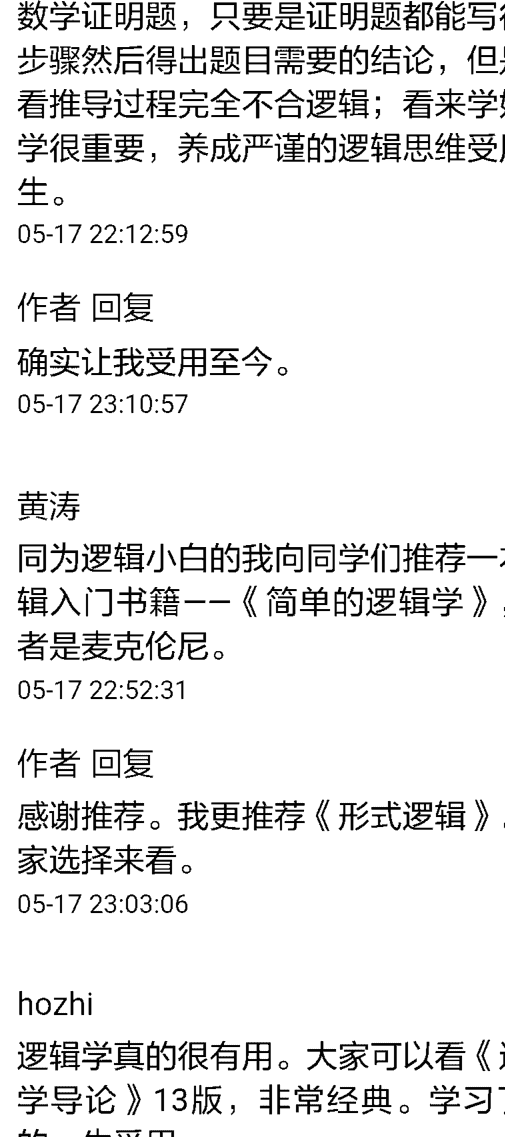 数学证明题，只要是证明题都能写
步骤然后得出题目需要的结论，但
看推导过程完全不合逻辑；看来学
学很重要，养成严谨的逻辑思维受
生。
05-17 22:12:59
作者 回复
确实让我受用至今。
05-17 23:10:57
黄涛
同为逻辑小白的我向同学们推荐一
辑入门书籍——《简单的逻辑学》，
者是麦克伦尼。
05-17 22:52:31
作者 回复
感谢推荐。我更推荐《形式逻辑》
家选择来看。
05-17 23:03:06
hozhi
逻辑学真的很有用。大家可以看《
学导论》13版，非常经典。学习